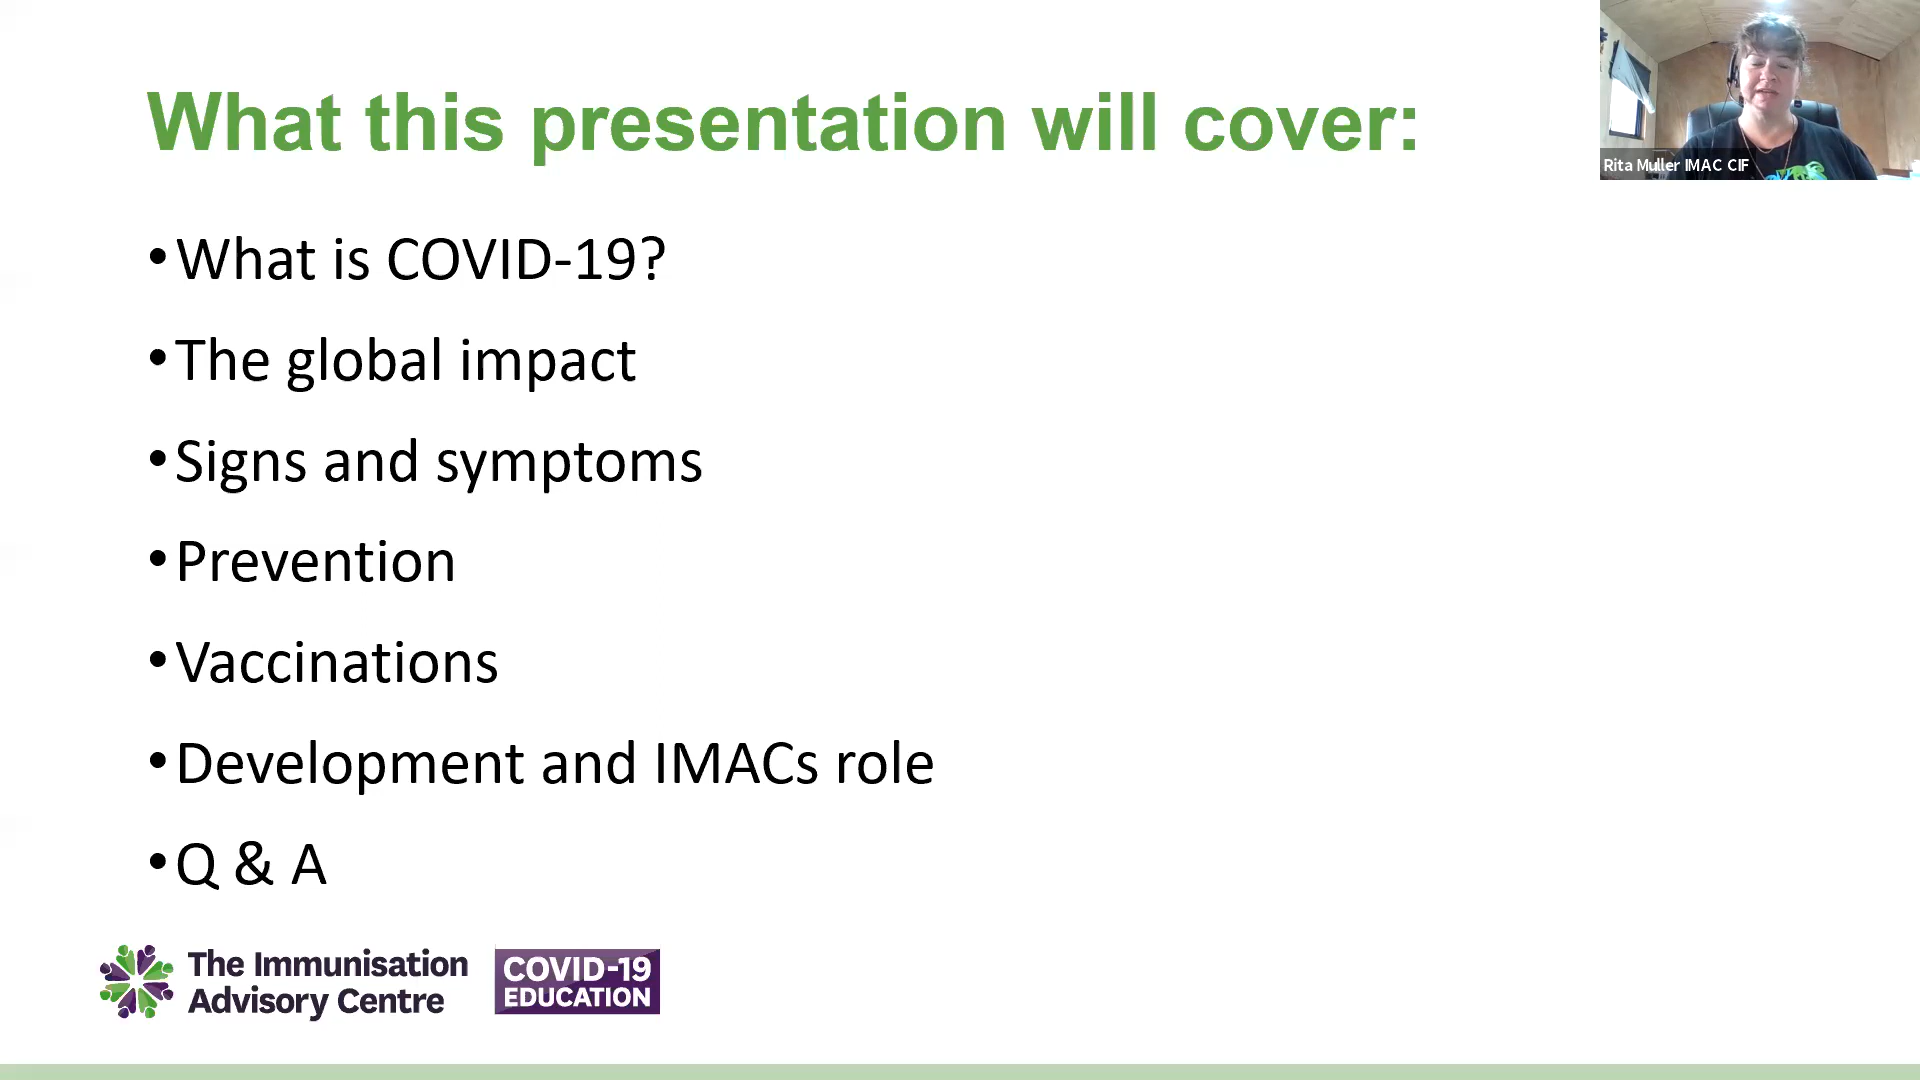 What this presentation will cover:
Rita Muller IMAC CIF
•What is COVID-19?
•The global impact
•Signs and symptoms
•Prevention
•Vaccinations
•Development and IMACs role
•Q & A
The Immunisation
Advisory Centre
COVID-19
EDUCATION